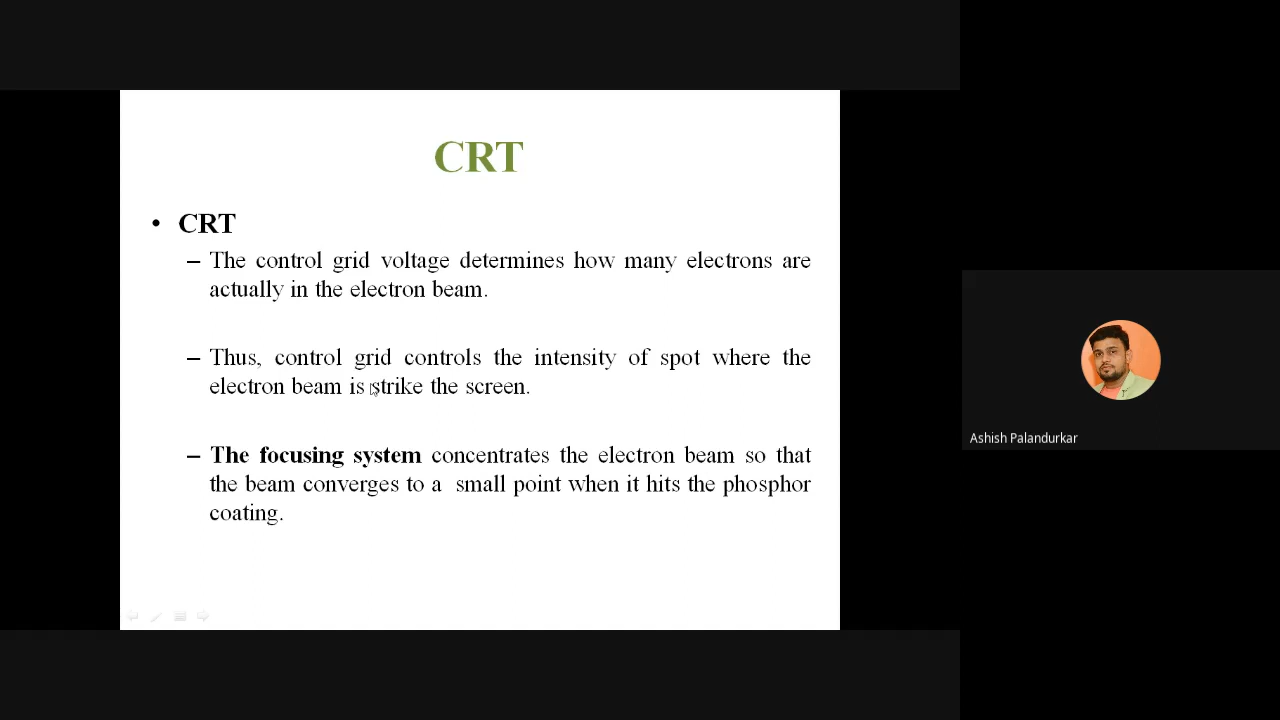 CRT
• CRT
– The control grid voltage determines how many electrons are
actually in the electron beam.
– Thus, control grid controls the intensity of spot where the
electron beam is strike the screen.
– The focusing system concentrates the electron beam so that
the beam converges to a small point when it hits the phosphor
coating.
Ashish Palandurkar